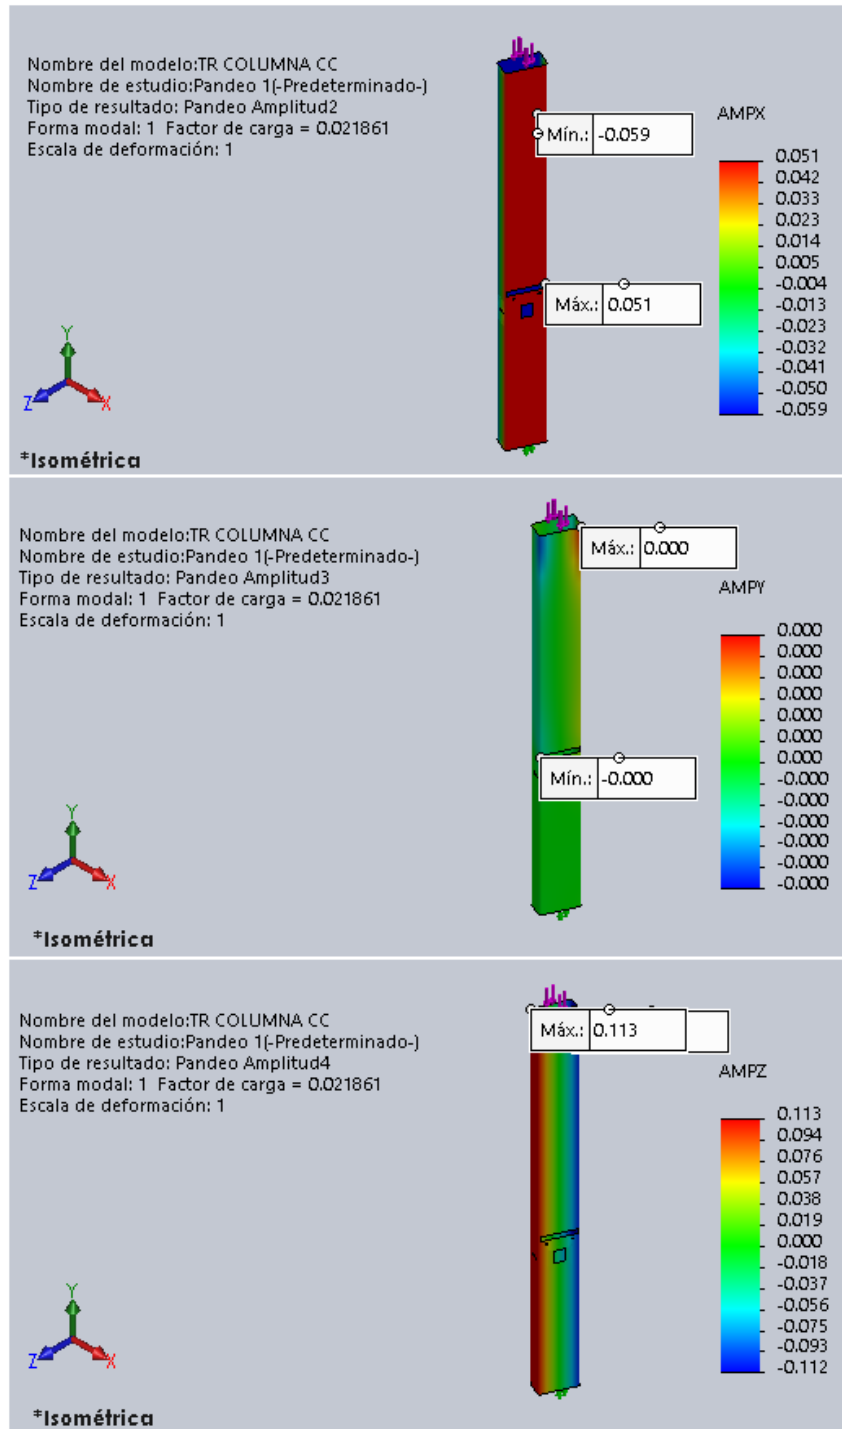 Nombre del modelo:TR COLUMNA CC
Nombre de estudio:Pandeo 1(-Predeterminado-)
Tipo de resultado: Pandeo Amplitud2
Forma modal: 1 Factor de carga = 0.021861
Escala de deformación: 1
Mín.: -0.059
Máx.: 0.051
AMPX
0.051
0.042
0.033
0.023
0.014
0.005
-0.004
-0.013
-0.023
-0.032
-0.041
-0.050
-0.059
Y
Z
X
*Isométrica
Nombre del modelo:TR COLUMNA CC
Nombre de estudio:Pandeo 1(-Predeterminado-)
Tipo de resultado: Pandeo Amplitud3
Forma modal: 1 Factor de carga = 0.021861
Escala de deformación: 1
Máx.: 0.000
Mín.: -0.000
AMPY
0.000
0.000
0.000
0.000
0.000
0.000
0.000
-0.000
-0.000
-0.000
-0.000
-0.000
-0.000
Y
Z
X
*Isométrica
Nombre del modelo:TR COLUMNA CC
Nombre de estudio:Pandeo 1(-Predeterminado-)
Tipo de resultado: Pandeo Amplitud4
Forma modal: 1 Factor de carga = 0.021861
Escala de deformación: 1
Máx.: 0.113
AMPZ
0.113
0.094
0.076
0.057
0.038
0.019
0.000
-0.018
-0.037
-0.056
-0.075
-0.093
-0.112
Y
Z
X
*Isométrica